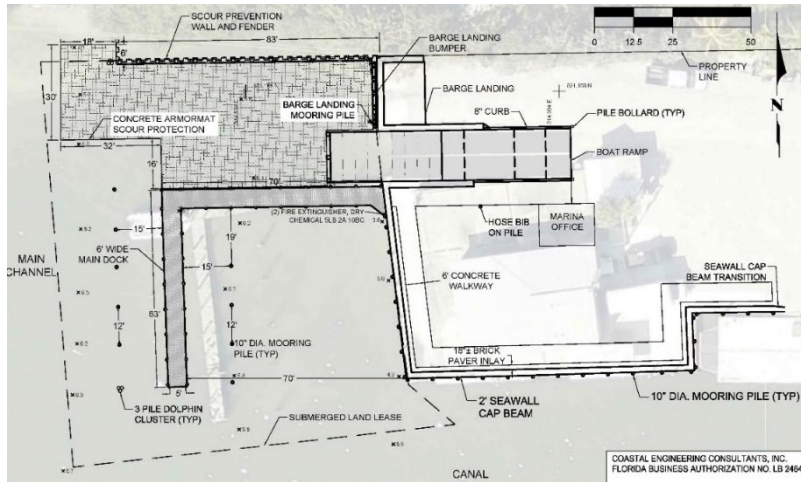 SCOUR PREVENTION
WALL AND FENDER
18'
6'
83'
BARGE LANDING
BUMPER
0 12.5 25 50
PROPERTY
LINE
N
30'
BARGE LANDING
MOORING PILE
BARGE LANDING
8" CURB
PILE BOLLARD (TYP)
CONCRETE ARMORMAT
SCOUR PROTECTION
32'
16'
BOAT RAMP
70'
(2) FIRE EXTINGUISHER, DRY
CHEMICAL 5LB 2A 10BC
HOSE BIB
ON PILE
MARINA
OFFICE
15'
6' WIDE
MAIN DOCK
15'
19'
MAIN
CHANNEL
6' CONCRETE
WALKWAY
SEAWALL CAP
BEAM TRANSITION
63'
12'
12'
10" DIA. MOORING
PILE (TYP)
18"± BRICK
PAVER INLAY
70'
5'
3 PILE DOLPHIN
CLUSTER (TYP)
2' SEAWALL
CAP BEAM
10" DIA. MOORING PILE (TYP)
SUBMERGED LAND LEASE
CANAL
COASTAL ENGINEERING CONSULTANTS, INC.
FLORIDA BUSINESS AUTHORIZATION NO. LB 2464